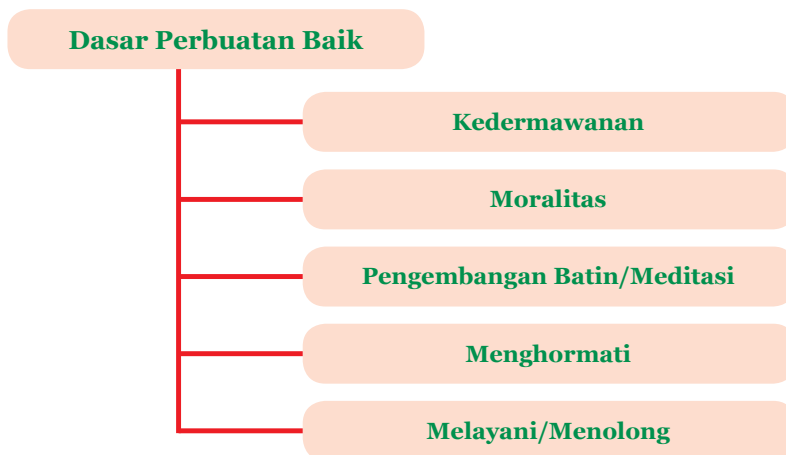 Dasar Perbuatan Baik
Kedermawanan
Moralitas
Pengembangan Batin/Meditasi
Menghormati
Melayani/Menolong